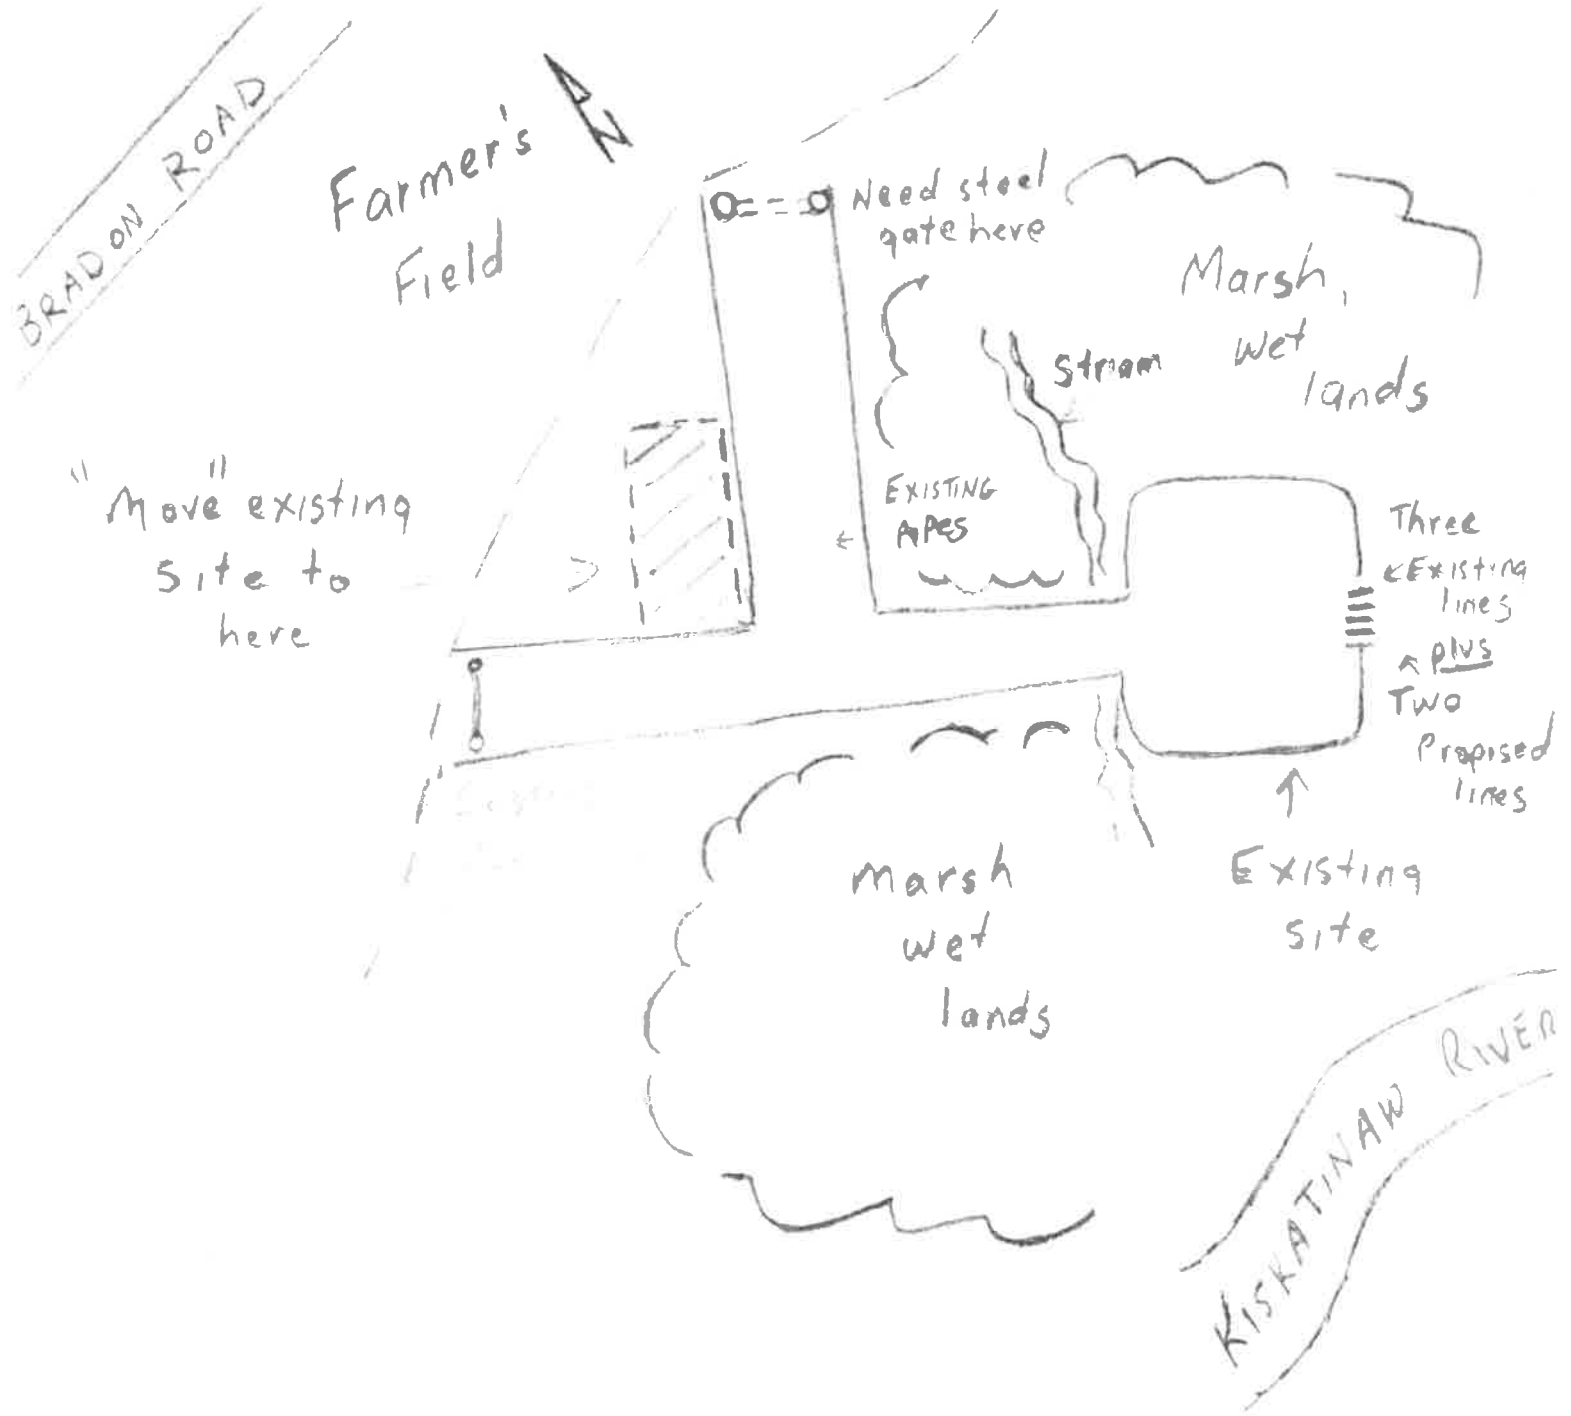 BRADON ROAD
Farmer's
Field
N
Need steel
gate here
Marsh,
wet
lands
stream
"Move" existing
site to
here
EXISTING
PIPES
Three
Existing
lines
plus
Two
Proposed
lines
Existing
site
Marsh
wet
lands
KISKATINAW RIVER